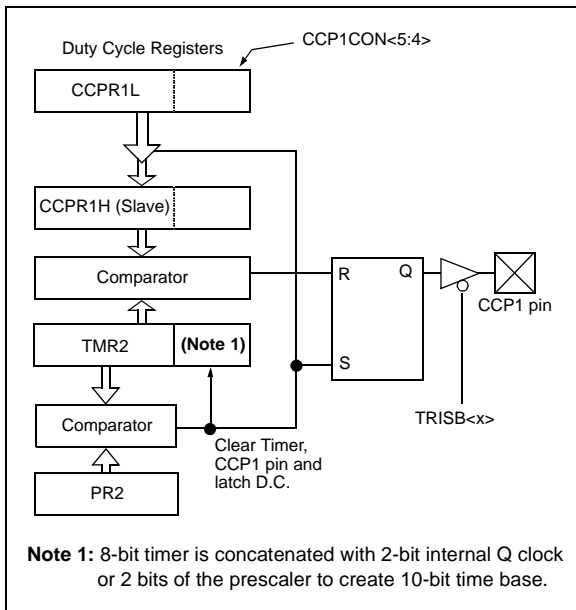 Duty Cycle Registers
CCP1CON<5:4>
CCPR1L
CCPR1H (Slave)
Comparator
R
Q
S
CCP1 pin
TMR2
(Note 1)
TRISB<x>
Comparator
Clear Timer,
CCP1 pin and
latch D.C.
PR2
Note 1: 8-bit timer is concatenated with 2-bit internal Q clock
or 2 bits of the prescaler to create 10-bit time base.